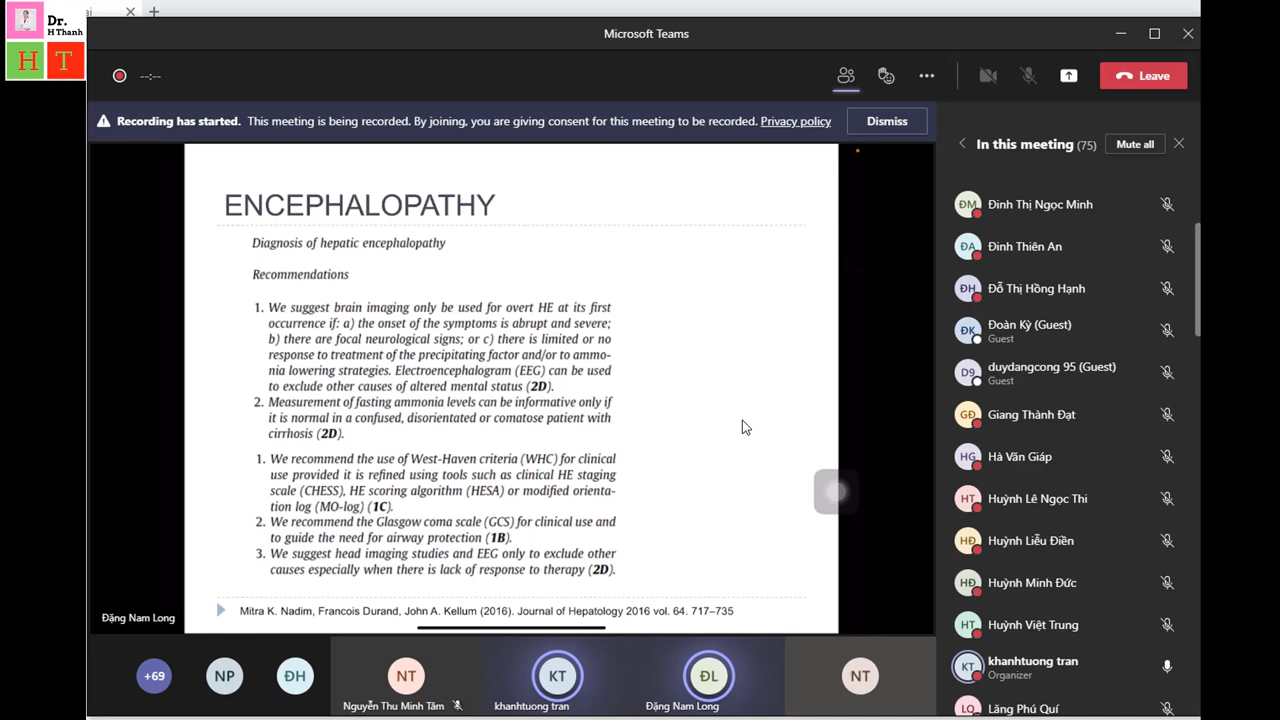 Dr.
H Thanh
H T
ai
Microsoft Teams
--:--
Leave
Recording has started. This meeting is being recorded. By joining, you are giving consent for this meeting to be recorded. Privacy policy
Dismiss
ENCEPHALOPATHY
Diagnosis of hepatic encephalopathy
Recommendations
1. We suggest brain imaging only be used for overt HE at its first
occurrence if: a) the onset of the symptoms is abrupt and severe;
b) there are focal neurological signs; or c) there is limited or no
response to treatment of the precipitating factor and/or to ammo-
nia lowering strategies. Electroencephalogram (EEG) can be used
to exclude other causes of altered mental status (2D).
2. Measurement of fasting ammonia levels can be informative only if
it is normal in a confused, disorientated or comatose patient with
cirrhosis (2D).
1. We recommend the use of West-Haven criteria (WHC) for clinical
use provided it is refined using tools such as clinical HE staging
scale (CHESS), HE scoring algorithm (HESA) or modified orienta-
tion log (MO-log) (1C).
2. We recommend the Glasgow coma scale (GCS) for clinical use and
to guide the need for airway protection (1B).
3. We suggest head imaging studies and EEG only to exclude other
causes especially when there is lack of response to therapy (2D).
Mitra K. Nadim, Francois Durand, John A. Kellum (2016). Journal of Hepatology 2016 vol. 64. 717–735
Đặng Nam Long
+69
NP
ĐH
NT
Nguyễn Thu Minh Tâm
KT
khanhtuong tran
ĐL
Đặng Nam Long
NT
In this meeting (75)
Mute all
ĐM Đinh Thị Ngọc Minh
ĐA Đinh Thiên An
ĐH Đỗ Thị Hồng Hạnh
ĐK Đoàn Kỳ (Guest)
Guest
D9 duydangcong 95 (Guest)
Guest
GĐ Giang Thành Đạt
HG Hà Văn Giáp
HT Huỳnh Lê Ngọc Thi
HĐ Huỳnh Liễu Điền
HĐ Huỳnh Minh Đức
HT Huỳnh Việt Trung
KT khanhtuong tran
Organizer
LQ Lăng Phú Quí